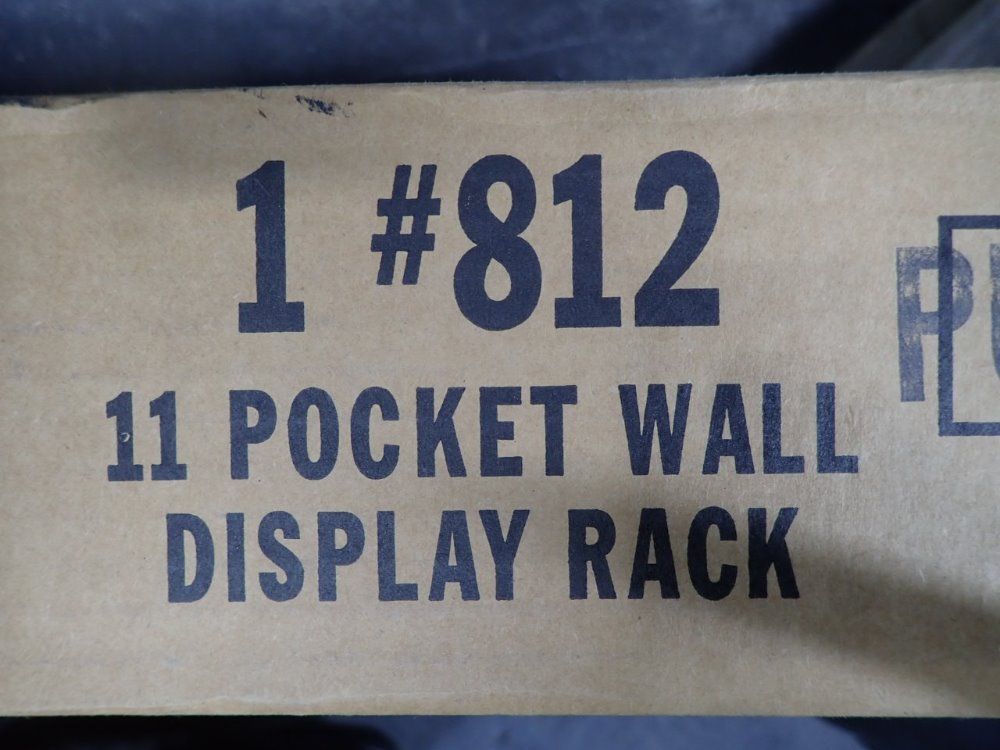 1 #812
11 POCKET WALL
DISPLAY RACK